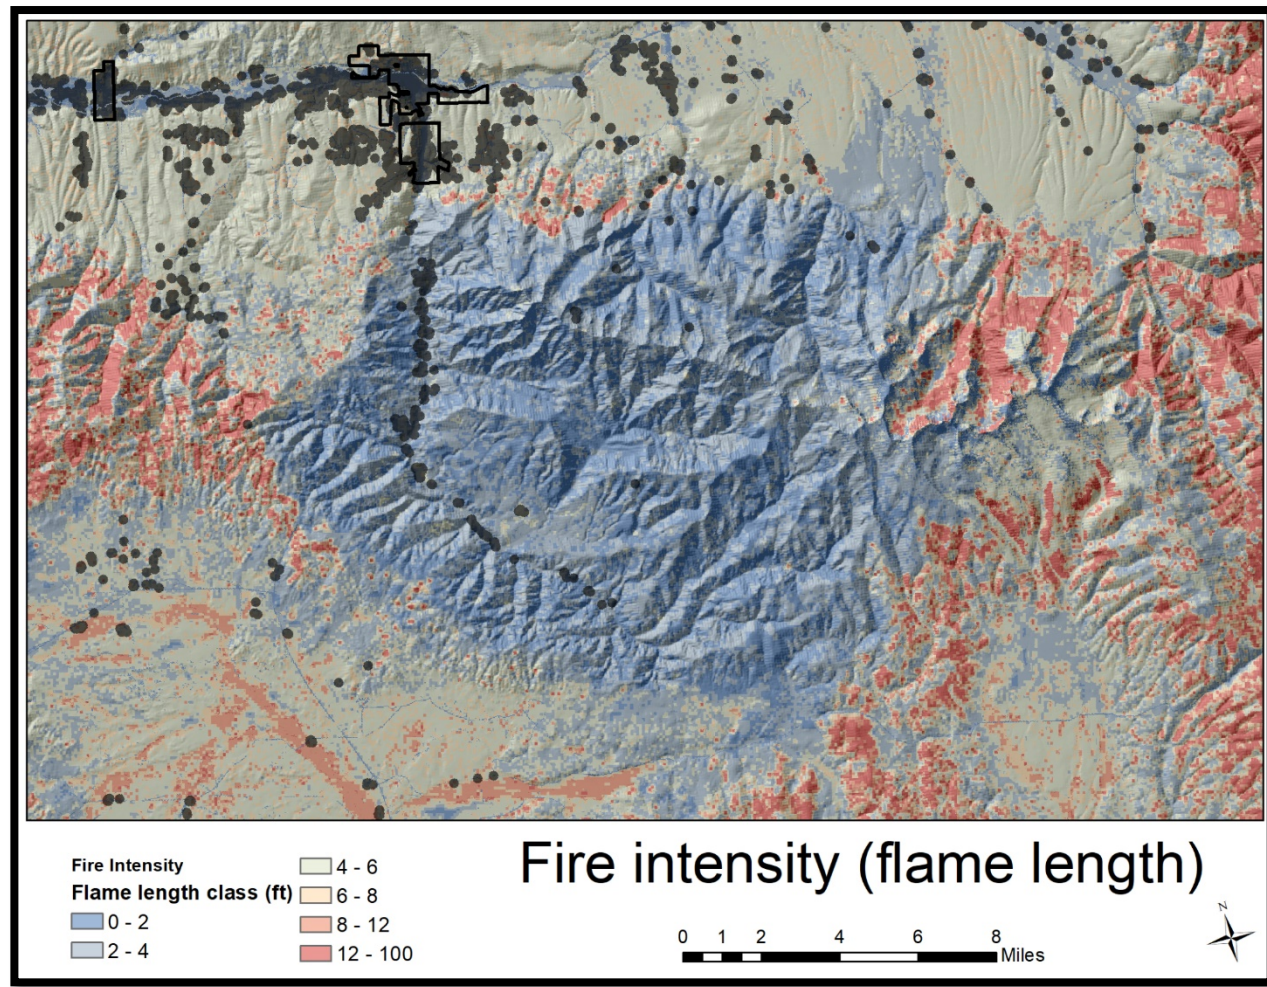 Fire intensity (flame length)
Fire Intensity
Flame length class (ft)
0 - 2
2 - 4
4 - 6
6 - 8
8 - 12
12 - 100
0 1 2 4 6 8
Miles
N